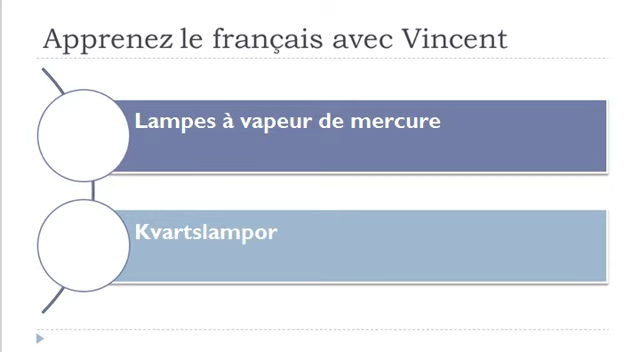 Apprenez le français avec Vincent
Lampes à vapeur de mercure
Kvartslampor